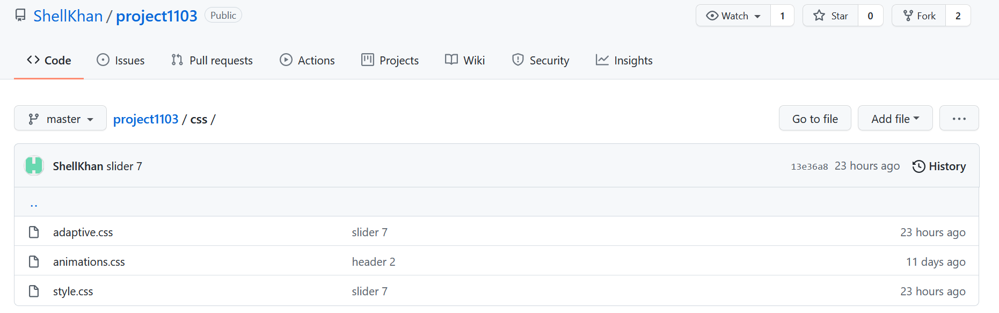 ShellKhan / project1103 Public Watch 1 Star 0 Fork 2
Code Issues Pull requests Actions Projects Wiki Security Insights
master project1103 / css / Go to file Add file ...
ShellKhan slider 7 13e36a8 23 hours ago History
..
adaptive.css slider 7 23 hours ago
animations.css header 2 11 days ago
style.css slider 7 23 hours ago